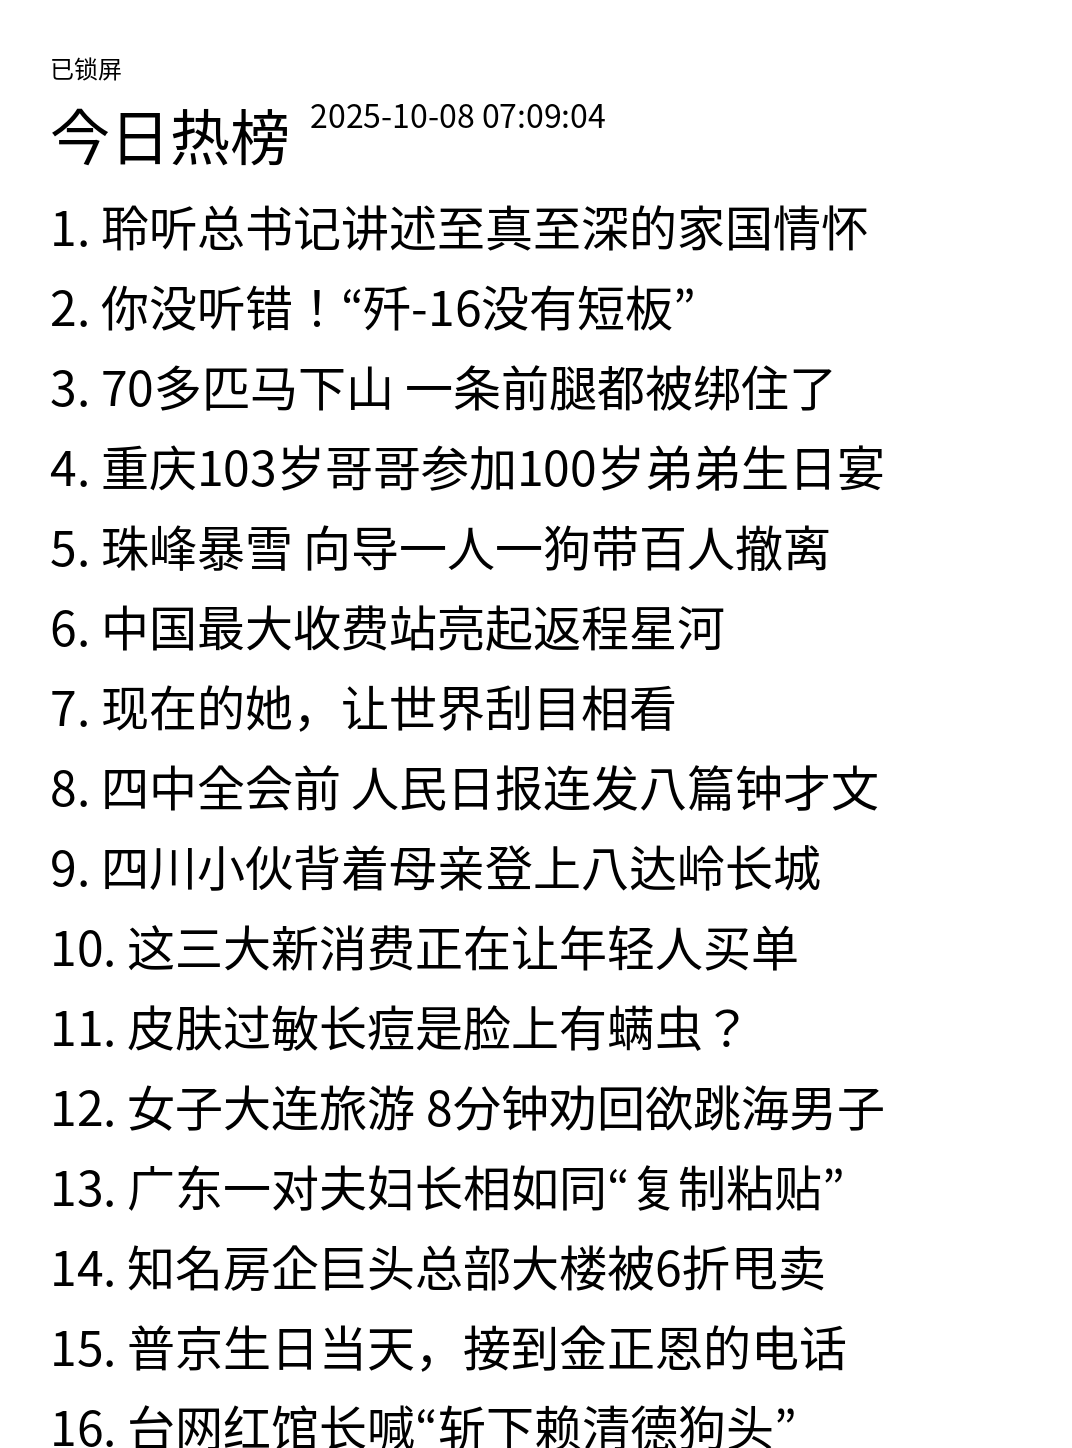 已锁屏
今日热榜 2025-10-08 07:09:04
1. 聆听总书记讲述至真至深的家国情怀
2. 你没听错！“歼-16没有短板”
3. 70多匹马下山 一条前腿都被绑住了
4. 重庆103岁哥哥参加100岁弟弟生日宴
5. 珠峰暴雪 向导一人一狗带百人撤离
6. 中国最大收费站亮起返程星河
7. 现在的她，让世界刮目相看
8. 四中全会前 人民日报连发八篇钟才文
9. 四川小伙背着母亲登上八达岭长城
10. 这三大新消费正在让年轻人买单
11. 皮肤过敏长痘是脸上有螨虫？
12. 女子大连旅游 8分钟劝回欲跳海男子
13. 广东一对夫妇长相如同“复制粘贴”
14. 知名房企巨头总部大楼被6折甩卖
15. 普京生日当天，接到金正恩的电话
16. 台网红馆长喊“斩下赖清德狗头”